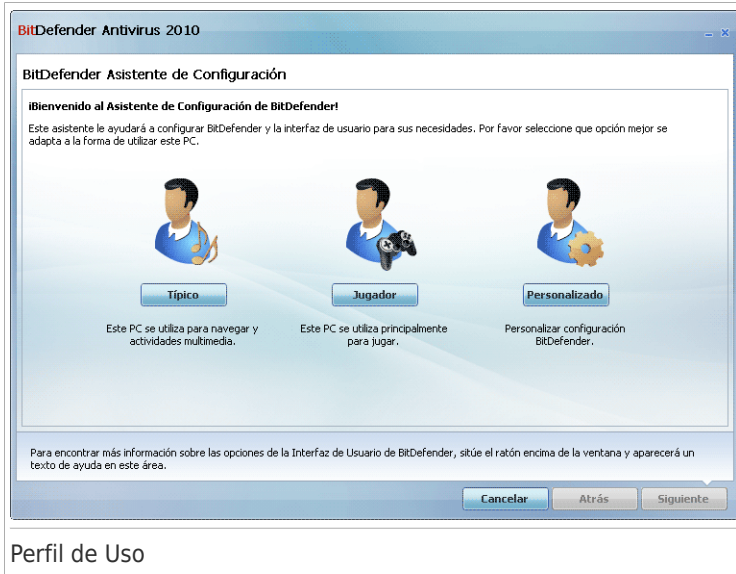 BitDefender Antivirus 2010
BitDefender Asistente de Configuración
¡Bienvenido al Asistente de Configuración de BitDefender!
Este asistente le ayudará a configurar BitDefender y la interfaz de usuario para sus necesidades. Por favor seleccione que opción mejor se
adapta a la forma de utilizar este PC.
Típico
Jugador
Personalizado
Este PC se utiliza para navegar y
actividades multimedia.
Este PC se utiliza principalmente
para jugar.
Personalizar configuración
BitDefender.
Para encontrar más información sobre las opciones de la Interfaz de Usuario de BitDefender, sitúe el ratón encima de la ventana y aparecerá un
texto de ayuda en este área.
Cancelar
Atrás
Siguiente
Perfil de Uso